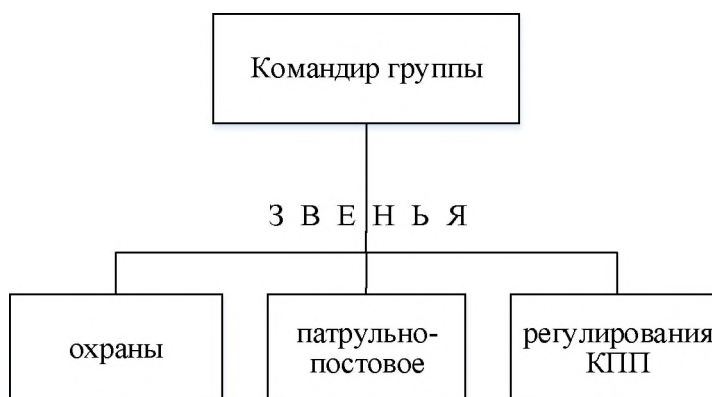 Командир группы
З В Е Н Ь Я
охраны
патрульно-
постовое
регулирования
КПП